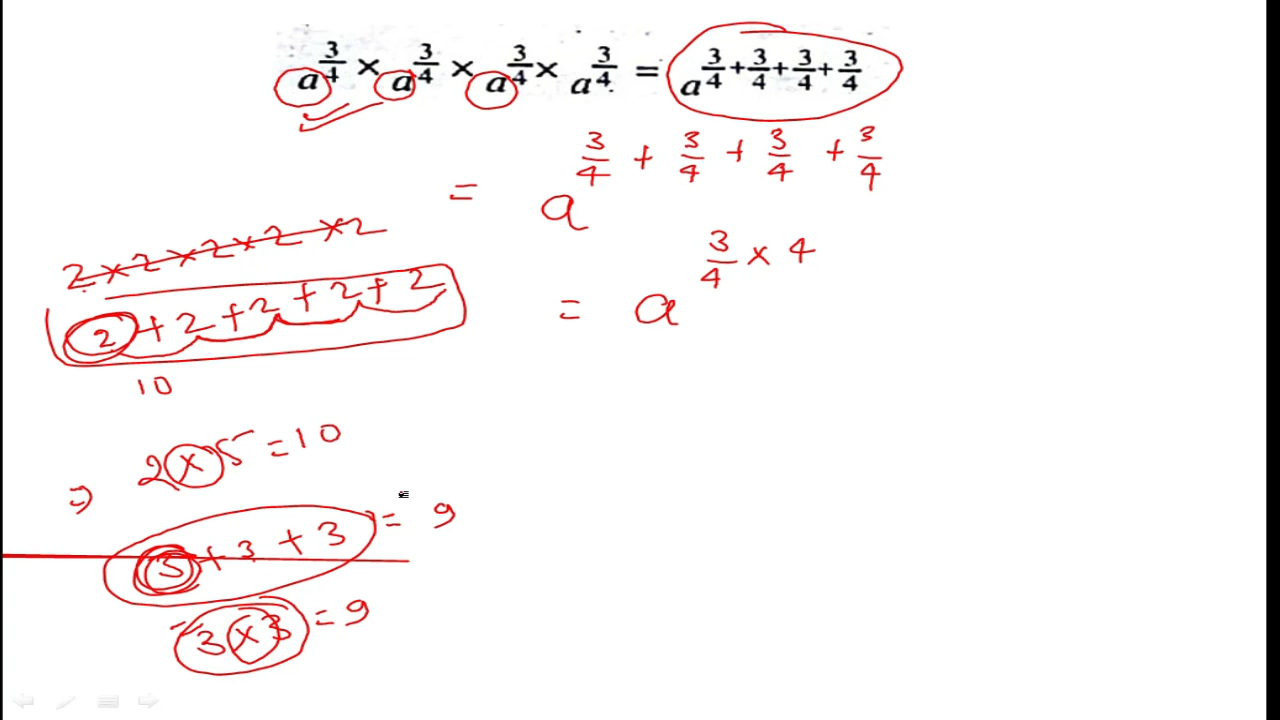 a^{3/4} × a^{3/4} × a^{3/4} × a^{3/4} = a^{3/4+3/4+3/4+3/4}
= a^{3/4 + 3/4 + 3/4 + 3/4}
= a^{3/4 × 4}
2×2×2×2×2
2+2+2+2+2
10
⇒ 2×5=10
3+3+3 = 9
= 3×3 = 9